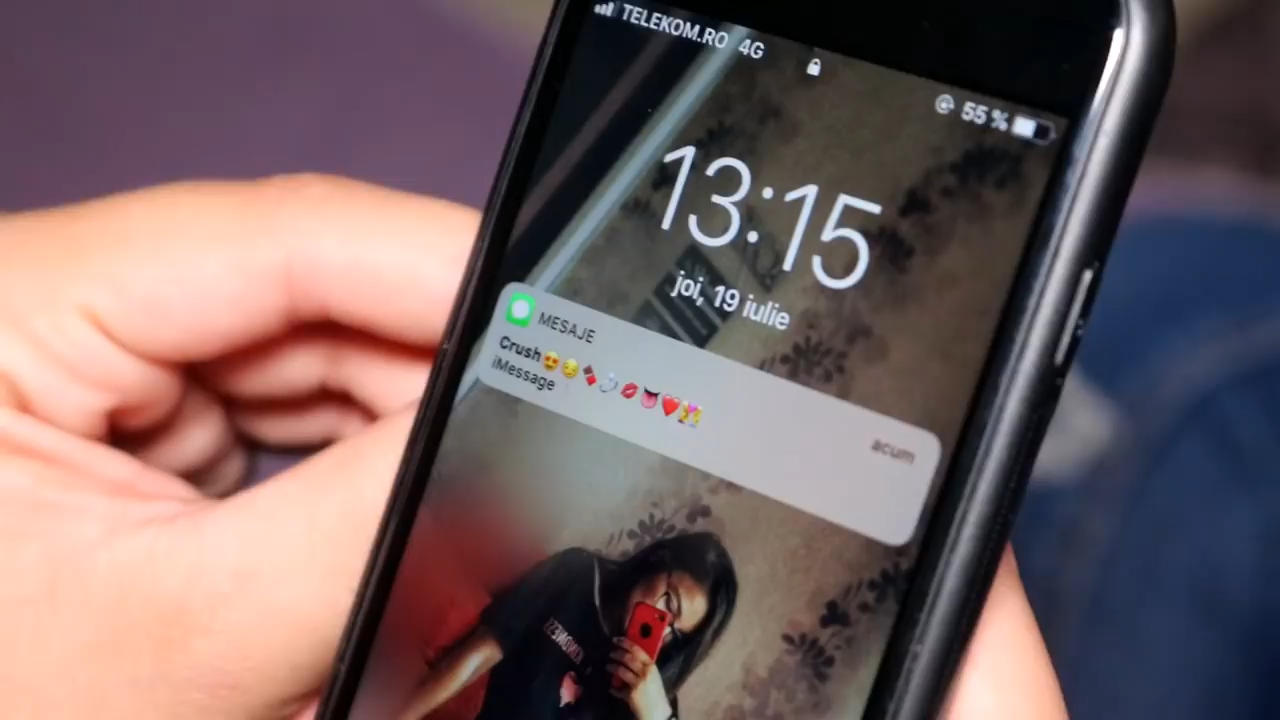 TELEKOM.RO 4G
55 %
13:15
joi, 19 iulie
MESAJE
Crush😍😏🍫💍💋👅❤️👩‍❤️‍💋‍👨
acum
iMessage